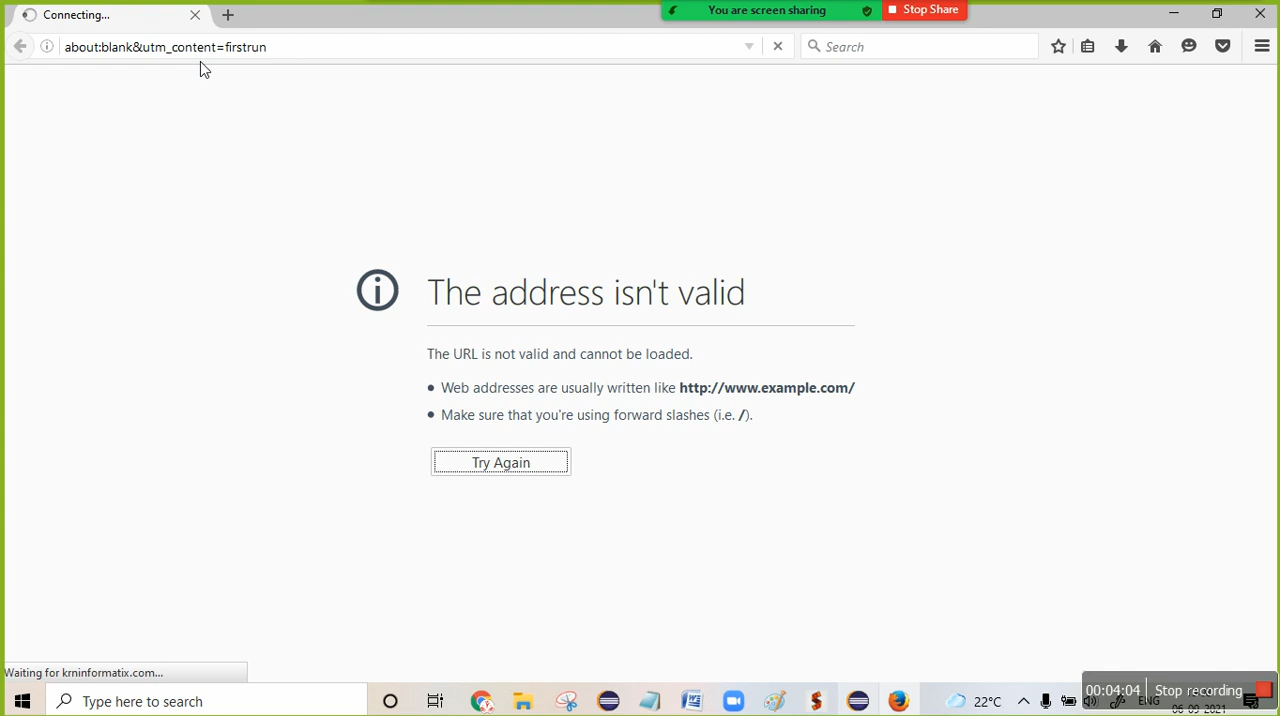 Connecting...
You are screen sharing
Stop Share
about:blank&utm_content=firstrun
Search
The address isn't valid
The URL is not valid and cannot be loaded.
Web addresses are usually written like http://www.example.com/
Make sure that you're using forward slashes (i.e. /).
Try Again
Waiting for krninformatix.com...
Type here to search
22°C
ENG
06-09-2021
00:04:04
Stop recording